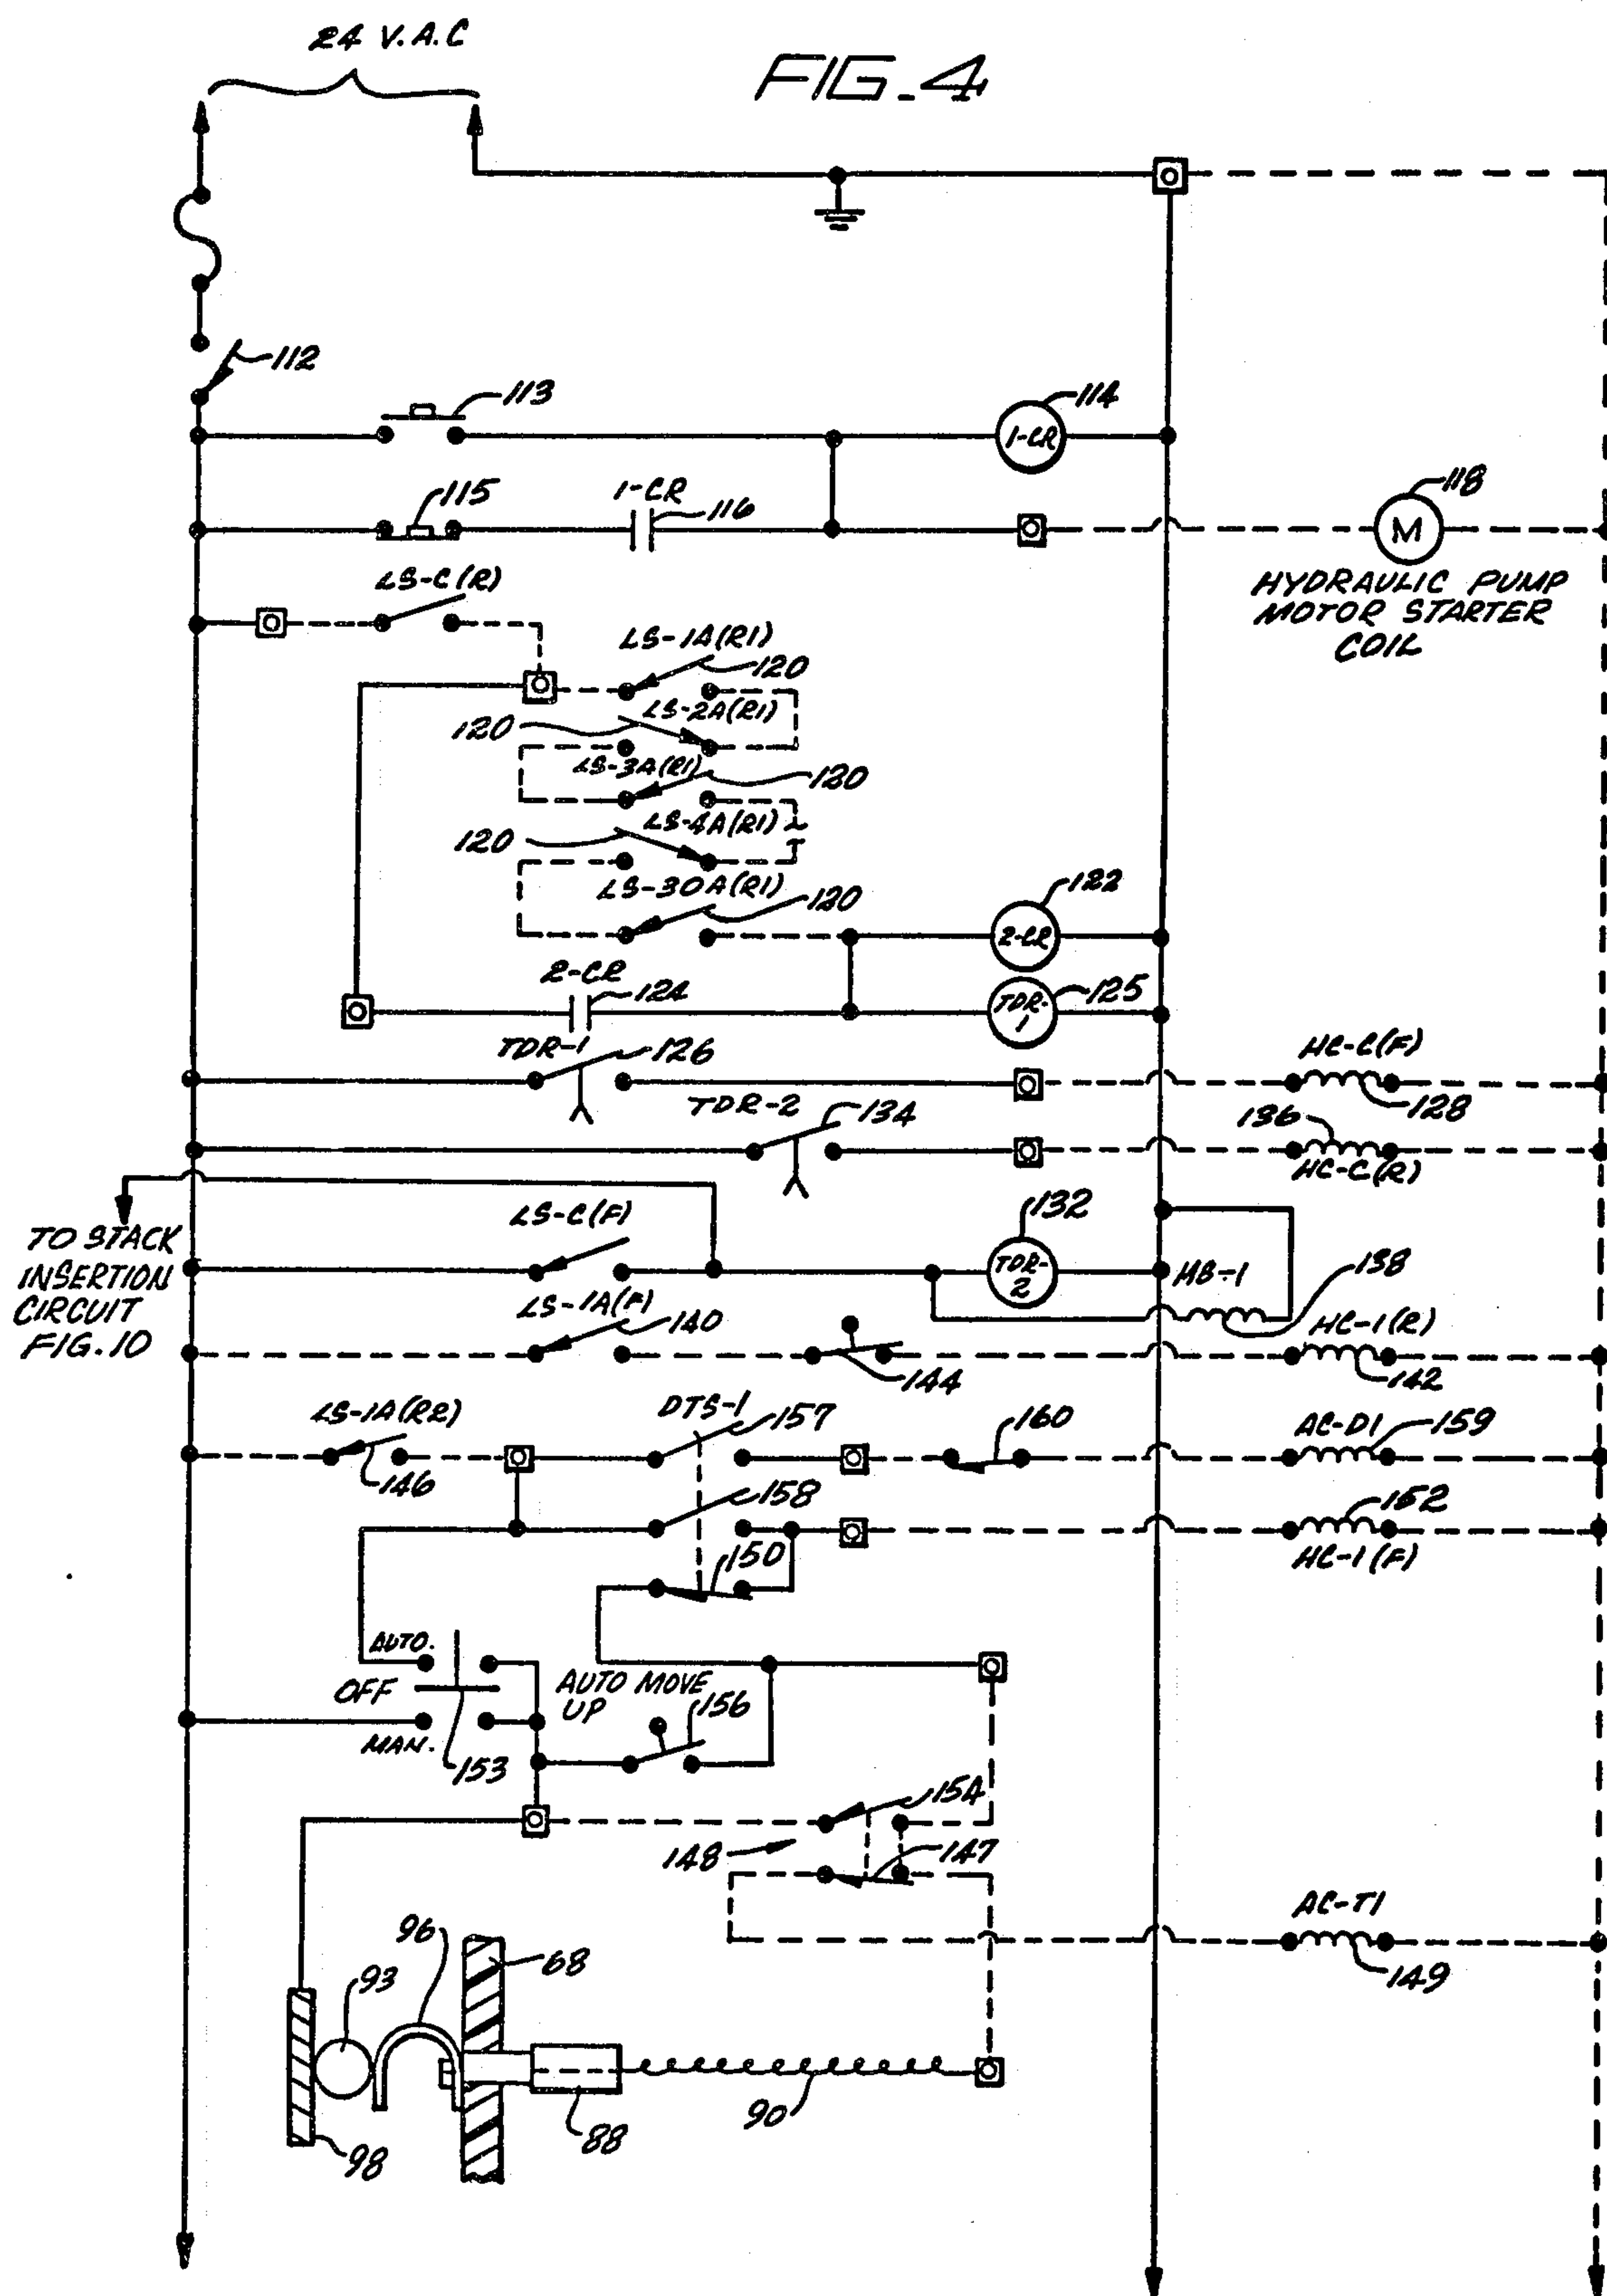 24 V.A.C
FIG_4
112
113
114
1-CR
115
1-CR
116
118
M
HYDRAULIC PUMP
MOTOR STARTER
COIL
LS-C(R)
LS-1A(R1)
120
LS-2A(R1)
120
LS-3A(R1)
120
LS-4A(R1)
120
LS-30A(R1)
120
122
2-CR
2-CR
124
TDR-
1
125
TDR-1
126
HC-C(F)
128
TDR-2
134
136
HC-C(R)
TO STACK
INSERTION
CIRCUIT
FIG. 10
LS-C(F)
132
TDR-
2
HB-1
138
LS-1A(F)
140
144
HC-1(R)
142
LS-1A(R2)
146
DTS-1
157
160
AC-D1
159
158
152
HC-1(F)
150
AUTO.
OFF
MAN.
153
AUTO MOVE
UP
156
154
148
147
AC-T1
149
96
68
93
98
88
90